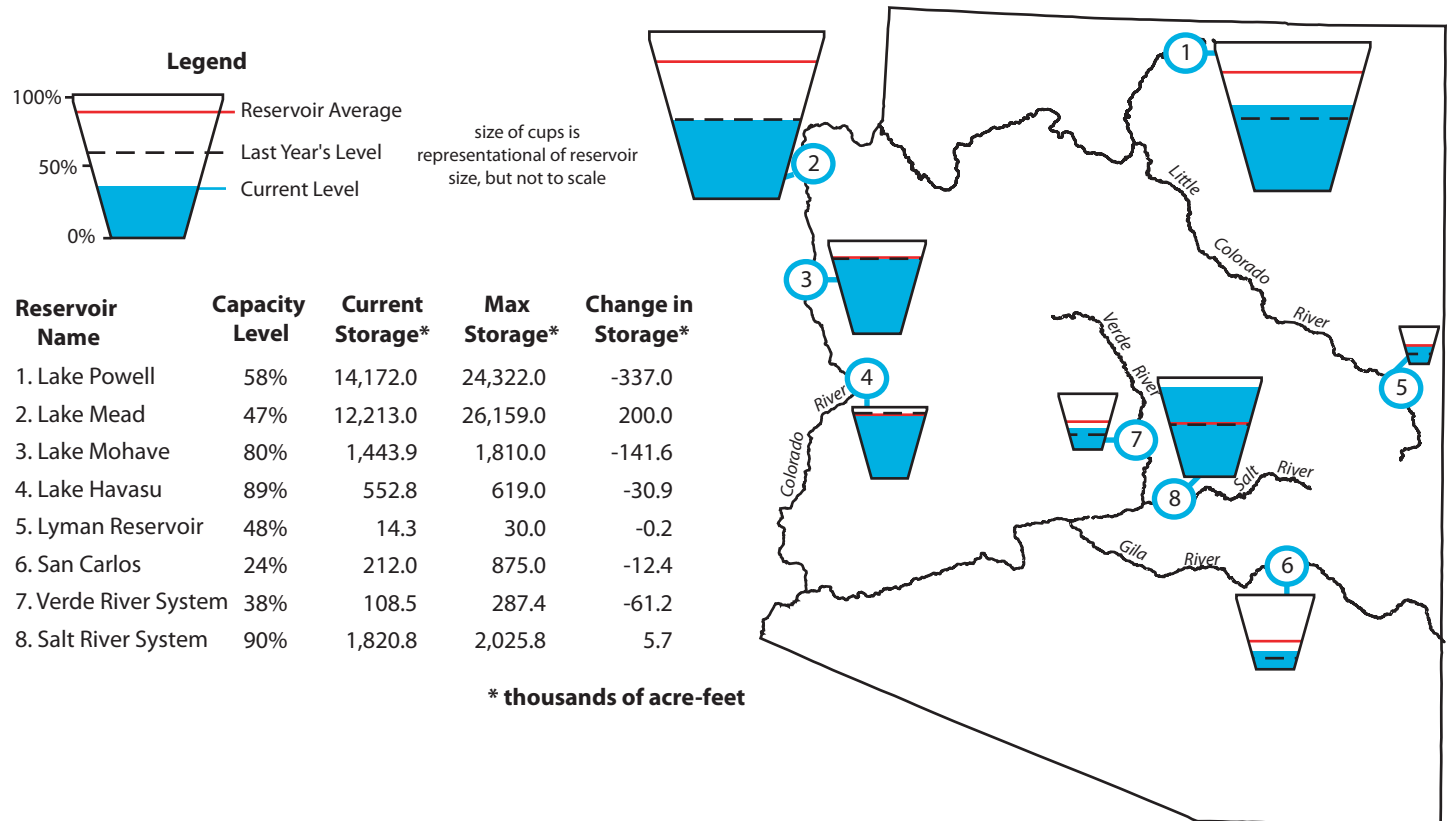 Legend
100%
50%
0%
Reservoir Average
Last Year's Level
Current Level
size of cups is
representational of reservoir
size, but not to scale
Reservoir Name Capacity Level Current Storage* Max Storage* Change in Storage*
1. Lake Powell 58% 14,172.0 24,322.0 -337.0
2. Lake Mead 47% 12,213.0 26,159.0 200.0
3. Lake Mohave 80% 1,443.9 1,810.0 -141.6
4. Lake Havasu 89% 552.8 619.0 -30.9
5. Lyman Reservoir 48% 14.3 30.0 -0.2
6. San Carlos 24% 212.0 875.0 -12.4
7. Verde River System 38% 108.5 287.4 -61.2
8. Salt River System 90% 1,820.8 2,025.8 5.7
* thousands of acre-feet
1
2
3
4
5
6
7
8
Little Colorado River
Verde River
Colorado River
Salt River
Gila River